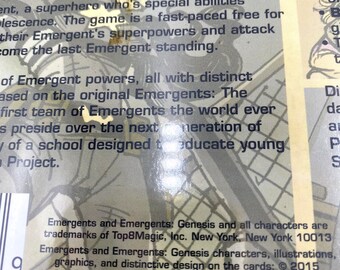 ent, a superhero who's special abilities
olescence. The game is a fast-paced free for
their Emergent's superpowers and attack
come the last Emergent standing.
of Emergent powers, all with distinct
ased on the original Emergents: The
first team of Emergents the world ever
s preside over the next generation of
y of a school designed to educate young
Project.
Di
da
P
S
Emergents and Emergents: Genesis and all characters are
trademarks of Top8Magic, Inc. New York, New York 10013
Emergents and Emergents: Genesis characters, illustrations,
graphics, and distinctive design on the cards: © 2015
9